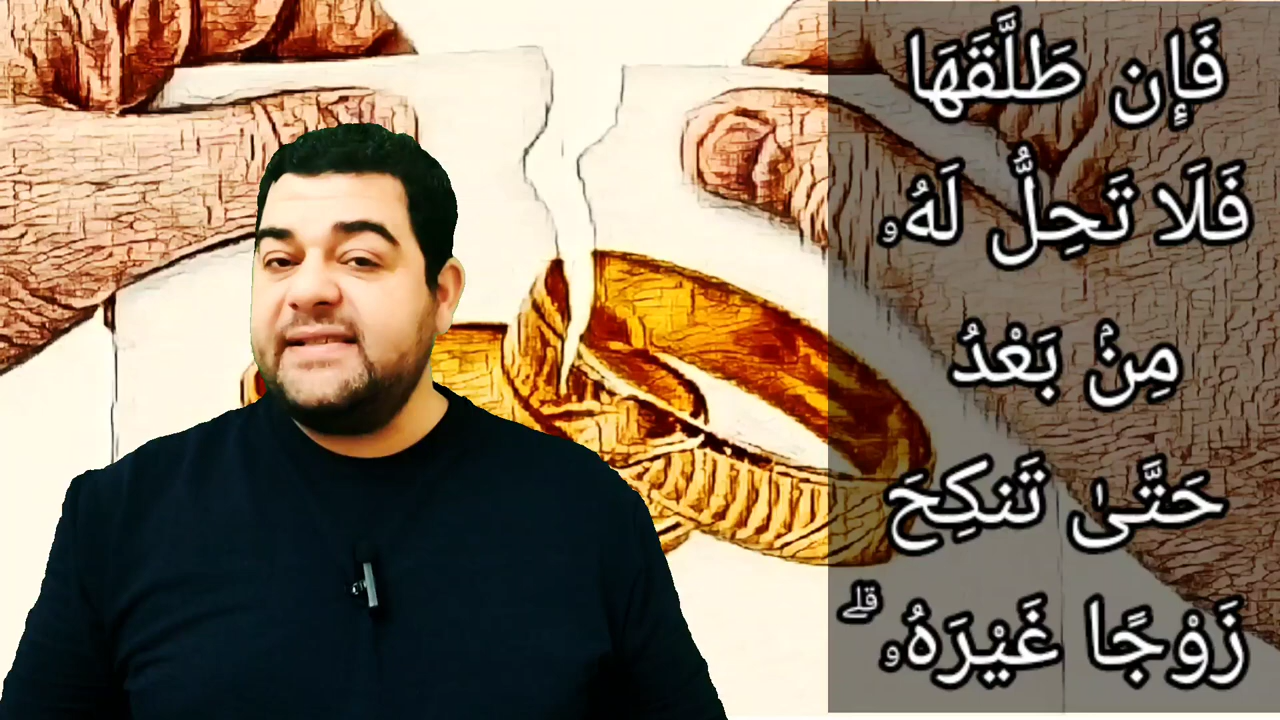 فَإِن طَلَّقَهَا
فَلَا تَحِلُّ لَهُۥ
مِنۢ بَعْدُ
حَتَّىٰ تَنكِحَ
زَوْجًا غَيْرَهُۥ ۗ